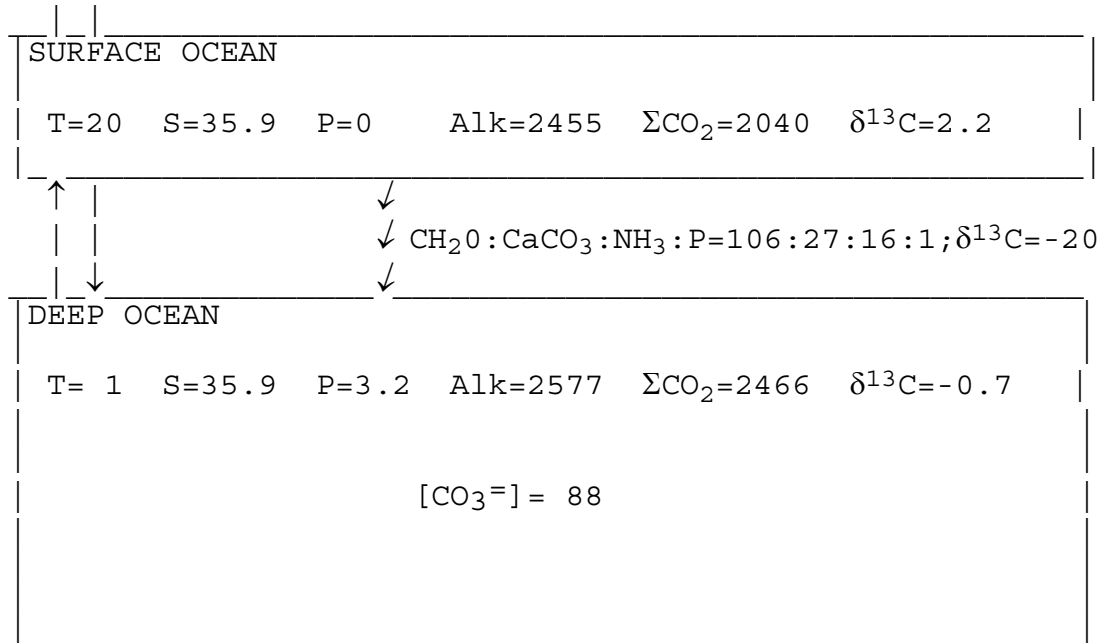 SURFACE OCEAN
T=20 S=35.9 P=0 Alk=2455 ΣCO₂=2040 δ¹³C=2.2
CH₂0:CaCO₃:NH₃:P=106:27:16:1;δ¹³C=-20
DEEP OCEAN
T= 1 S=35.9 P=3.2 Alk=2577 ΣCO₂=2466 δ¹³C=-0.7
[CO₃⁼]= 88